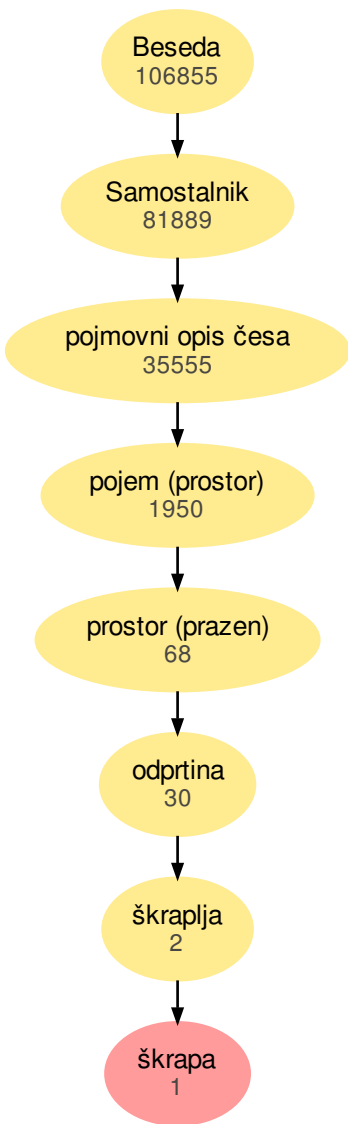 Beseda
106855
Samostalnik
81889
pojmovni opis česa
35555
pojem (prostor)
1950
prostor (prazen)
68
odprtina
30
škraplja
2
škrapa
1